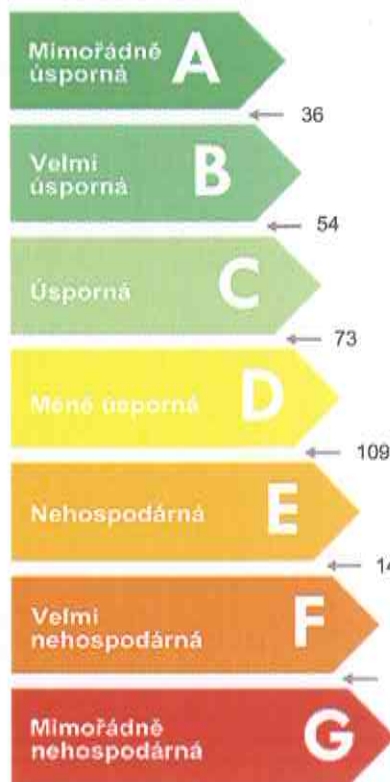 Mimořádně
úsporná
A
36
Velmi
úsporná
B
54
Úsporná
C
73
Méně úsporná
D
109
Nehospodárná
E
Velmi
nehospodárná
F
Mimořádně
nehospodárná
G